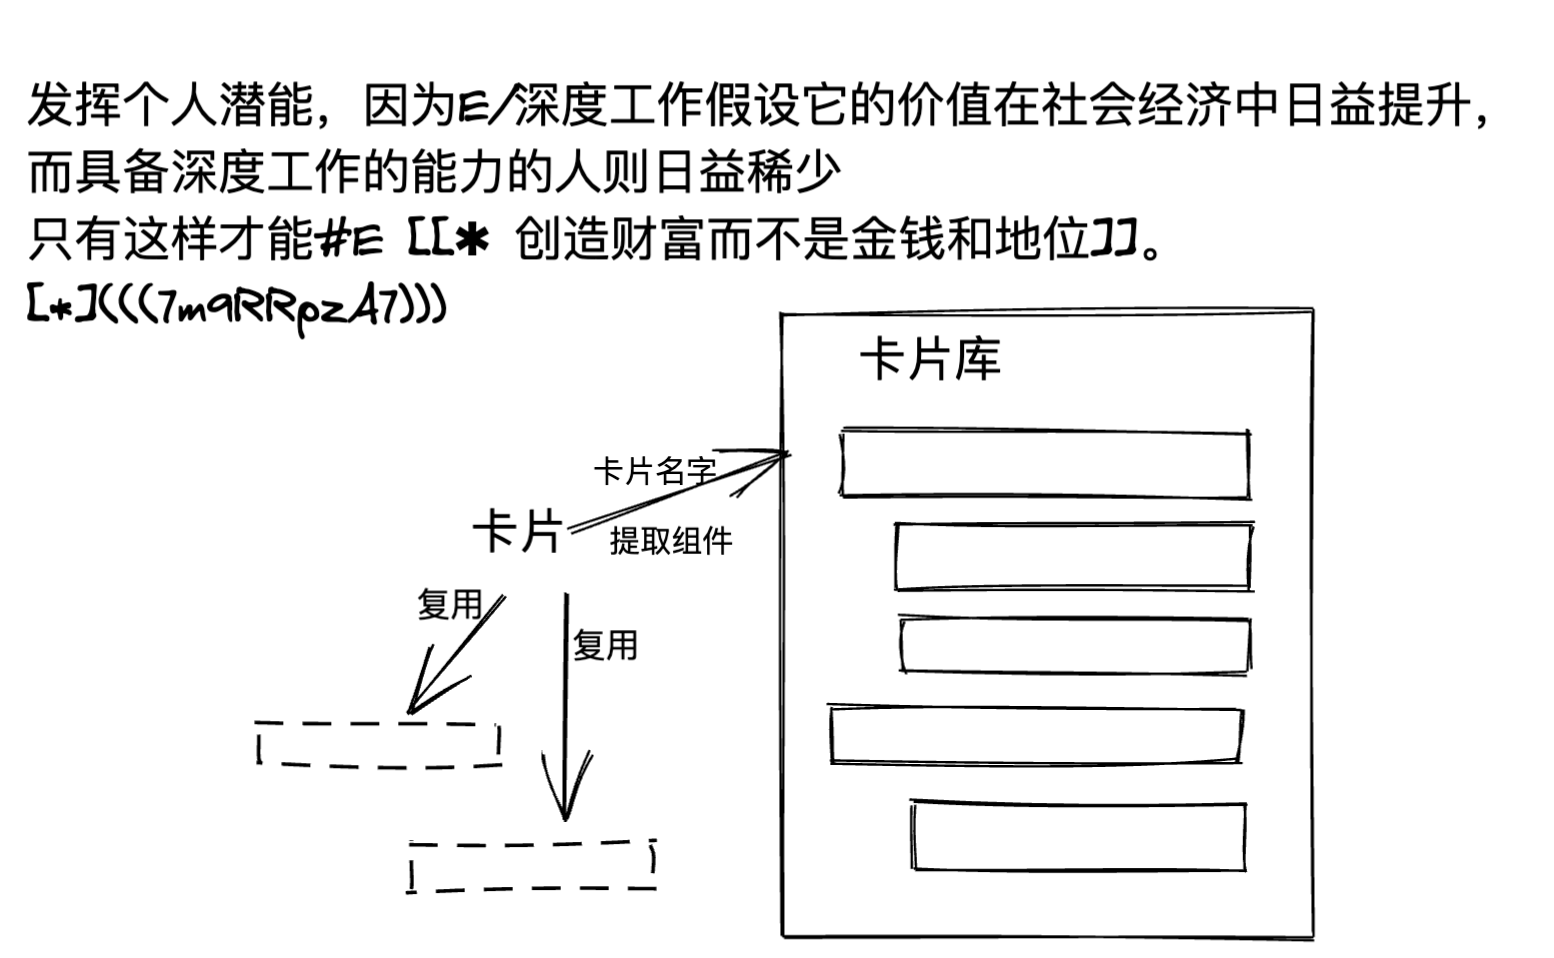 发挥个人潜能，因为E/深度工作假设它的价值在社会经济中日益提升，
而具备深度工作的能力的人则日益稀少
只有这样才能#E [[* 创造财富而不是金钱和地位]]。
[*](((7mqRRpzA7)))
卡片库
卡片名字
卡片
提取组件
复用
复用